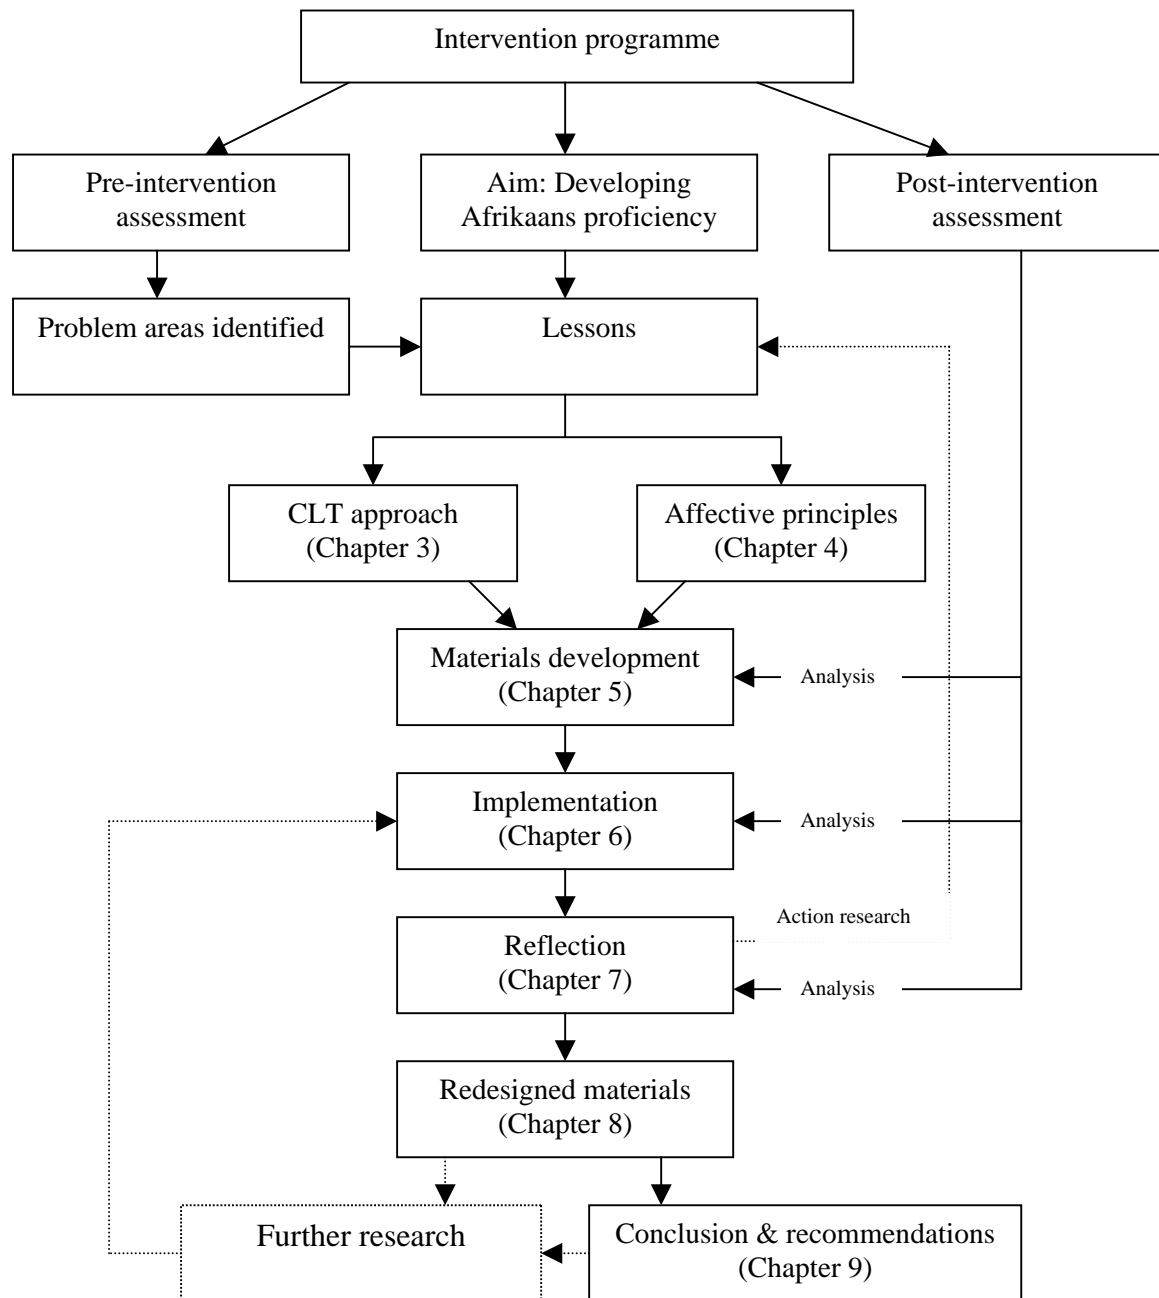 Intervention programme
Pre-intervention
assessment
Aim: Developing
Afrikaans proficiency
Post-intervention
assessment
Problem areas identified
Lessons
CLT approach
(Chapter 3)
Affective principles
(Chapter 4)
Materials development
(Chapter 5)
Analysis
Implementation
(Chapter 6)
Analysis
Action research
Reflection
(Chapter 7)
Analysis
Redesigned materials
(Chapter 8)
Further research
Conclusion & recommendations
(Chapter 9)